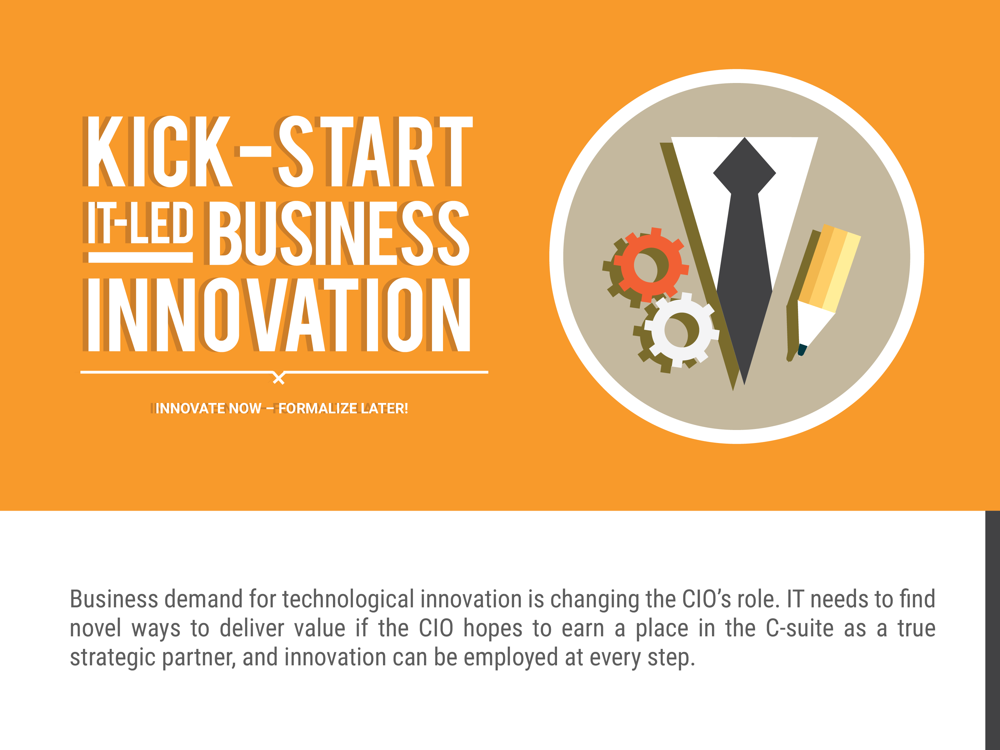 KICK-START
IT-LED BUSINESS
INNOVATION
INNOVATE NOW – FORMALIZE LATER!
Business demand for technological innovation is changing the CIO’s role. IT needs to find
novel ways to deliver value if the CIO hopes to earn a place in the C-suite as a true
strategic partner, and innovation can be employed at every step.